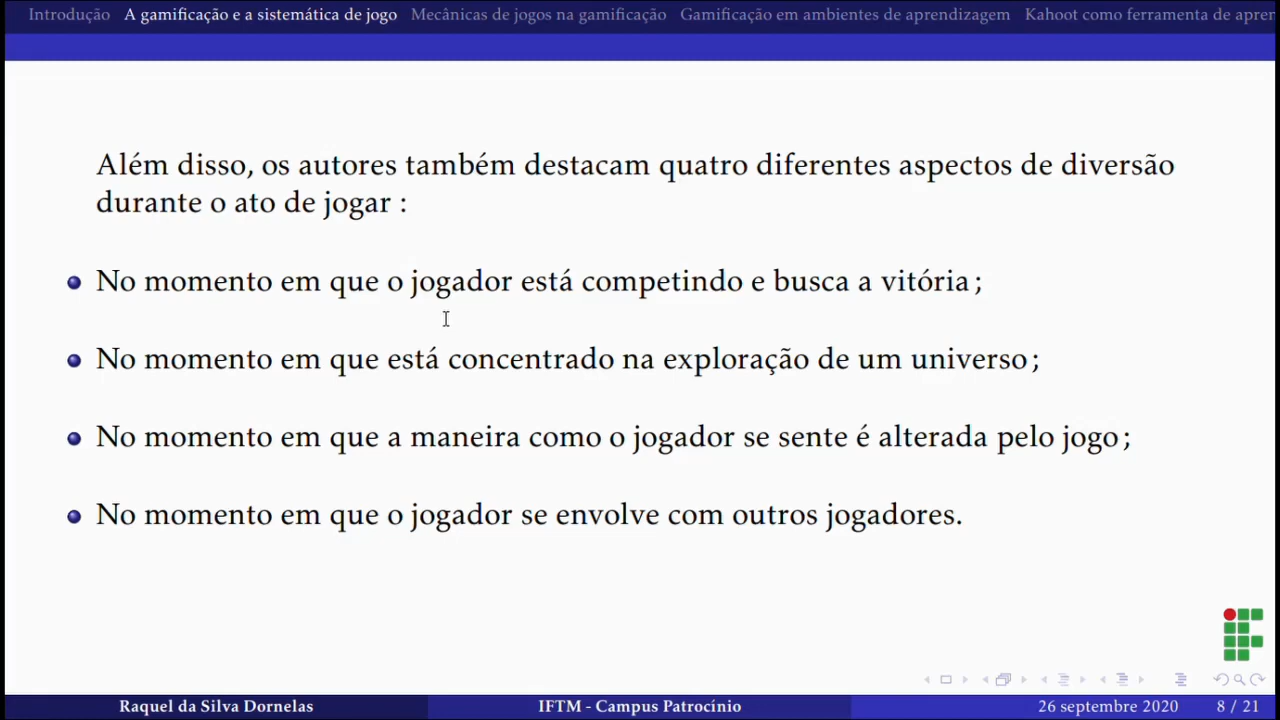 Introdução A gamificação e a sistemática de jogo Mecânicas de jogos na gamificação Gamificação em ambientes de aprendizagem Kahoot como ferramenta de apren
Além disso, os autores também destacam quatro diferentes aspectos de diversão
durante o ato de jogar :
No momento em que o jogador está competindo e busca a vitória ;
No momento em que está concentrado na exploração de um universo ;
No momento em que a maneira como o jogador se sente é alterada pelo jogo ;
No momento em que o jogador se envolve com outros jogadores.
Raquel da Silva Dornelas IFTM - Campus Patrocínio 26 septembre 2020 8 / 21